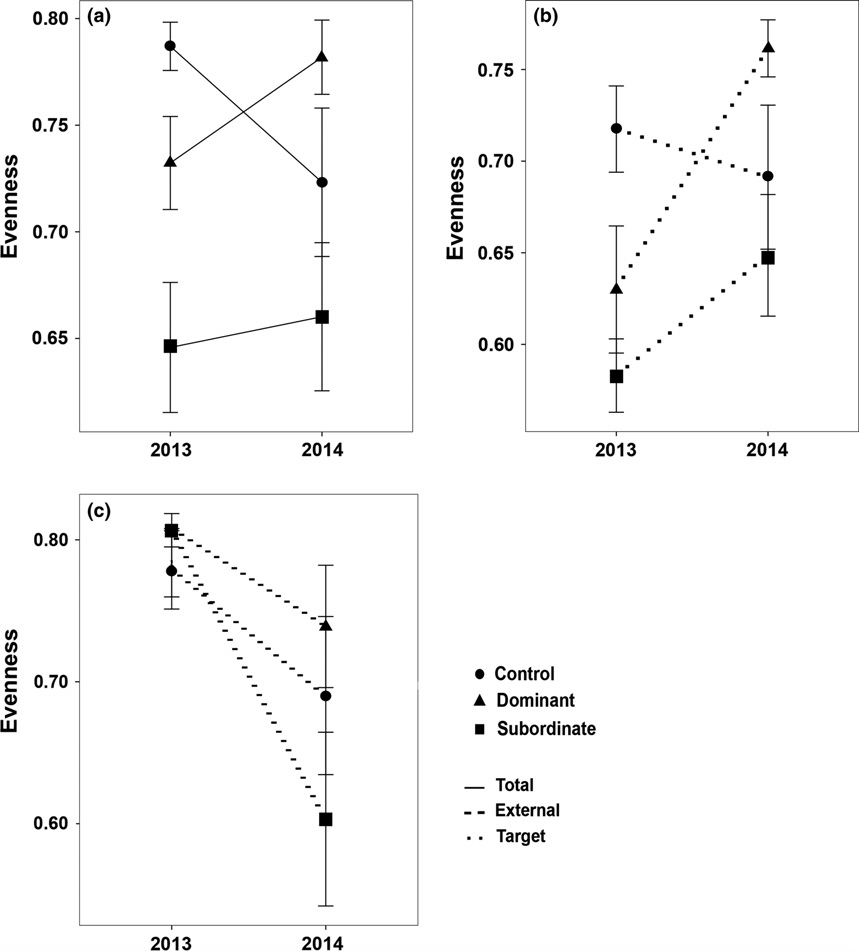 (a)
Evenness
0.80
0.75
0.70
0.65
2013 2014
(b)
Evenness
0.75
0.70
0.65
0.60
2013 2014
(c)
Evenness
0.80
0.70
0.60
2013 2014
Control
Dominant
Subordinate
Total
External
Target